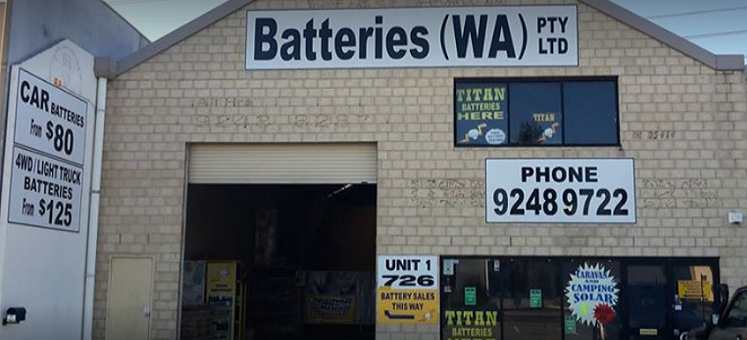 Batteries (WA) PTY LTD
CAR BATTERIES
From $80
4WD/LIGHT TRUCK
BATTERIES
From $125
TITAN
BATTERIES
HERE
TITAN
PHONE
9248 9722
UNIT 1
726
BATTERY SALES
THIS WAY
CARAVAN
AND
CAMPING
SOLAR
TITAN
BATTERIES